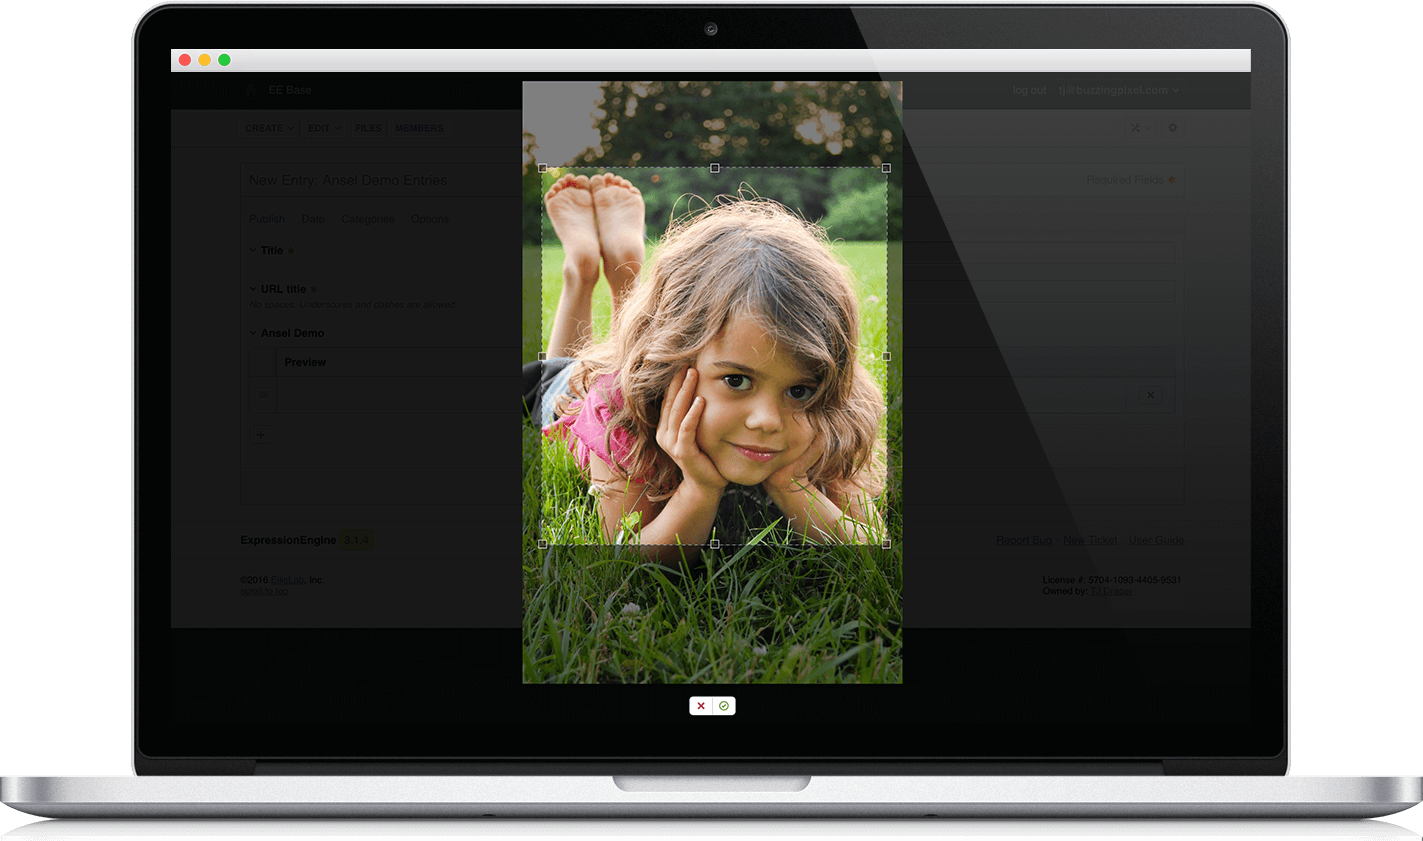 EE Base
log out
tj@buzzingpixel.com
CREATE
EDIT
FILES
MEMBERS
New Entry: Ansel Demo Entries
Required Fields
Publish Date Categories Options
Title
URL title
No spaces. Underscores and dashes are allowed.
Ansel Demo
Preview
ExpressionEngine 3.1.4
Report Bug New Ticket User Guide
©2016 EllisLab, Inc.
scroll to top
License #: 5704-1093-4405-9531
Owned by: TJ Draper